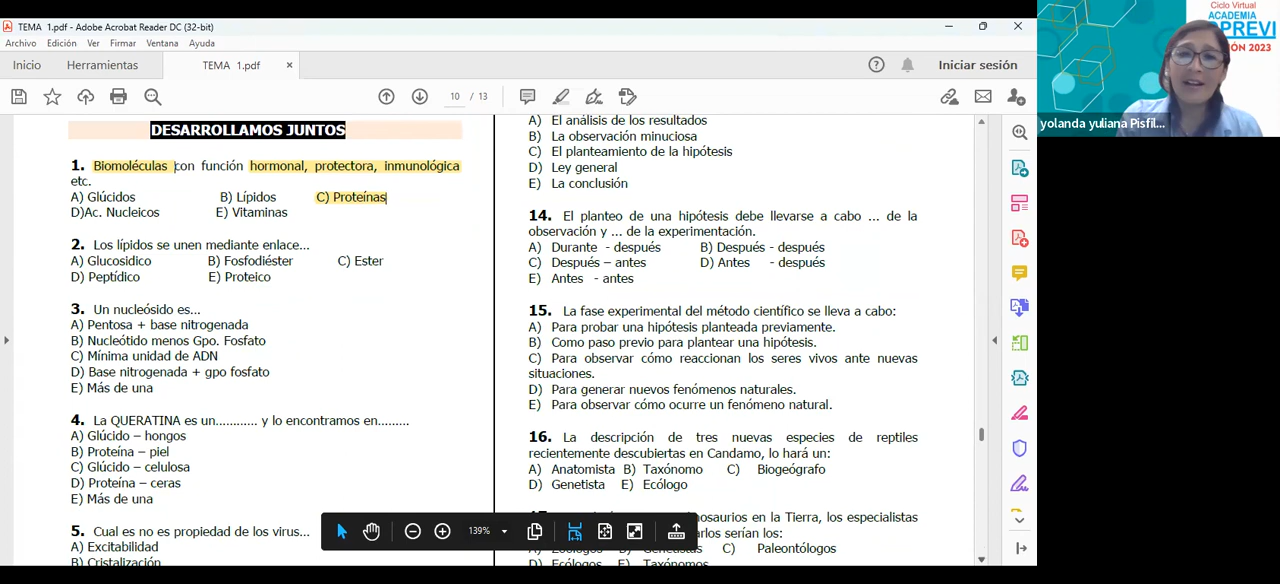 TEMA 1.pdf - Adobe Acrobat Reader DC (32-bit)
Archivo Edición Ver Firmar Ventana Ayuda
Inicio Herramientas TEMA 1.pdf × Iniciar sesión
10 / 13
DESARROLLAMOS JUNTOS
1. Biomoléculas con función hormonal, protectora, inmunológica
etc.
A) Glúcidos B) Lípidos C) Proteínas
D)Ac. Nucleicos E) Vitaminas
2. Los lípidos se unen mediante enlace...
A) Glucosidico B) Fosfodiéster C) Ester
D) Peptídico E) Proteico
3. Un nucleósido es...
A) Pentosa + base nitrogenada
B) Nucleótido menos Gpo. Fosfato
C) Mínima unidad de ADN
D) Base nitrogenada + gpo fosfato
E) Más de una
4. La QUERATINA es un............ y lo encontramos en.........
A) Glúcido – hongos
B) Proteína – piel
C) Glúcido – celulosa
D) Proteína – ceras
E) Más de una
5. Cual es no es propiedad de los virus...
A) Excitabilidad
B) Cristalización
A) El análisis de los resultados
B) La observación minuciosa
C) El planteamiento de la hipótesis
D) Ley general
E) La conclusión
14. El planteo de una hipótesis debe llevarse a cabo ... de la
observación y ... de la experimentación.
A) Durante - después B) Después - después
C) Después – antes D) Antes - después
E) Antes - antes
15. La fase experimental del método científico se lleva a cabo:
A) Para probar una hipótesis planteada previamente.
B) Como paso previo para plantear una hipótesis.
C) Para observar cómo reaccionan los seres vivos ante nuevas
situaciones.
D) Para generar nuevos fenómenos naturales.
E) Para observar cómo ocurre un fenómeno natural.
16. La descripción de tres nuevas especies de reptiles
recientemente descubiertas en Candamo, lo hará un:
A) Anatomista B) Taxónomo C) Biogeógrafo
D) Genetista E) Ecólogo
en la Tierra, los especialistas
serían los:
C) Paleontólogos
D) Ecólogos E) Taxónomos
139%
Ciclo Virtual
ACADEMIA
PREVI
2023
yolanda yuliana Pisfil...